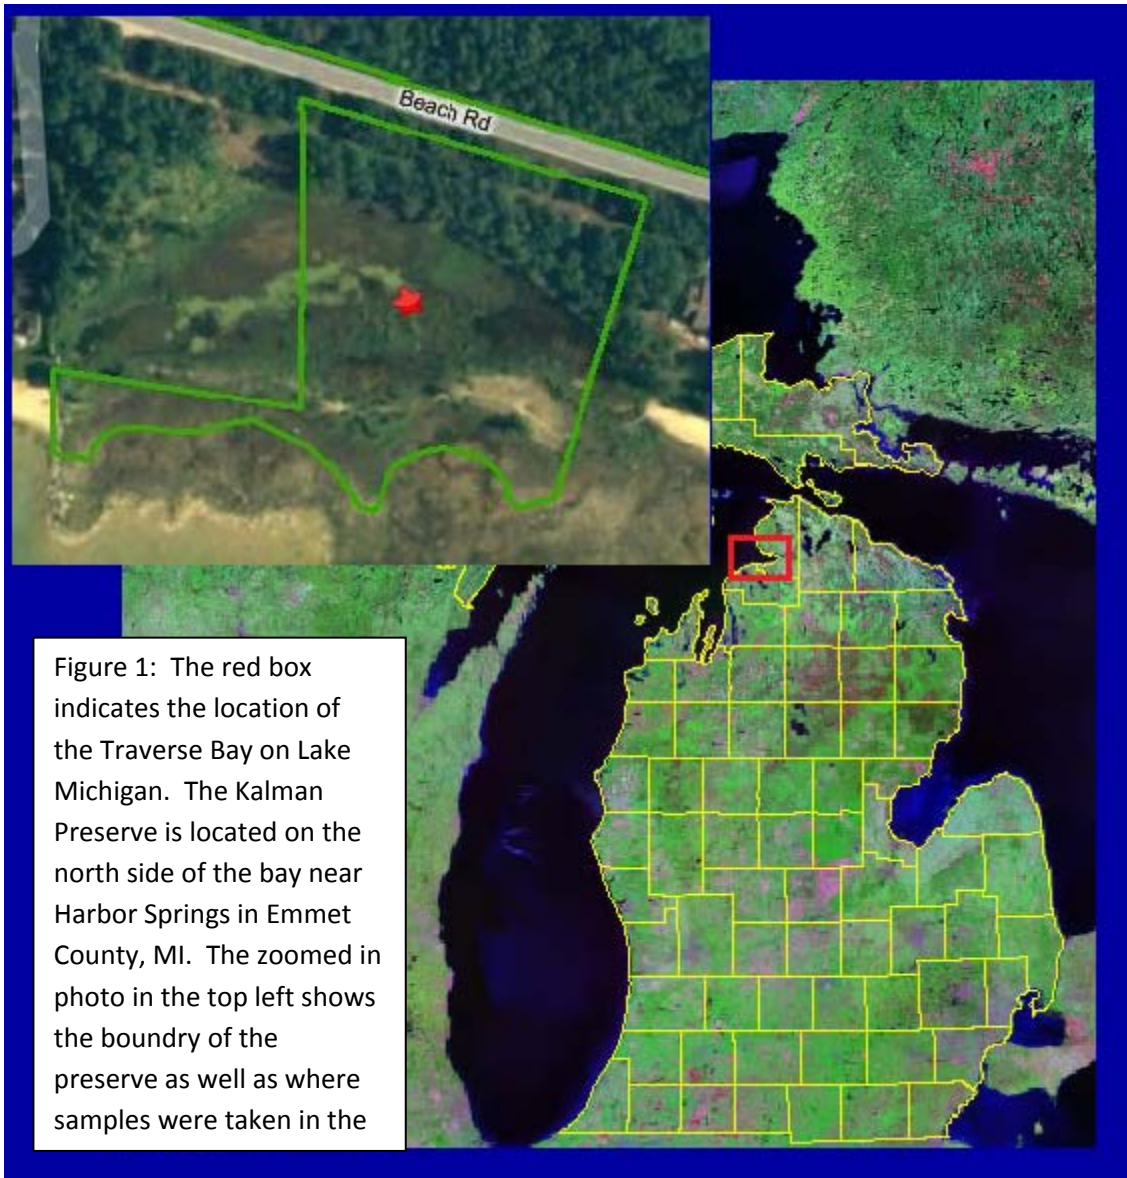 Beach Rd
Figure 1: The red box
indicates the location of
the Traverse Bay on Lake
Michigan. The Kalman
Preserve is located on the
north side of the bay near
Harbor Springs in Emmet
County, MI. The zoomed in
photo in the top left shows
the boundry of the
preserve as well as where
samples were taken in the